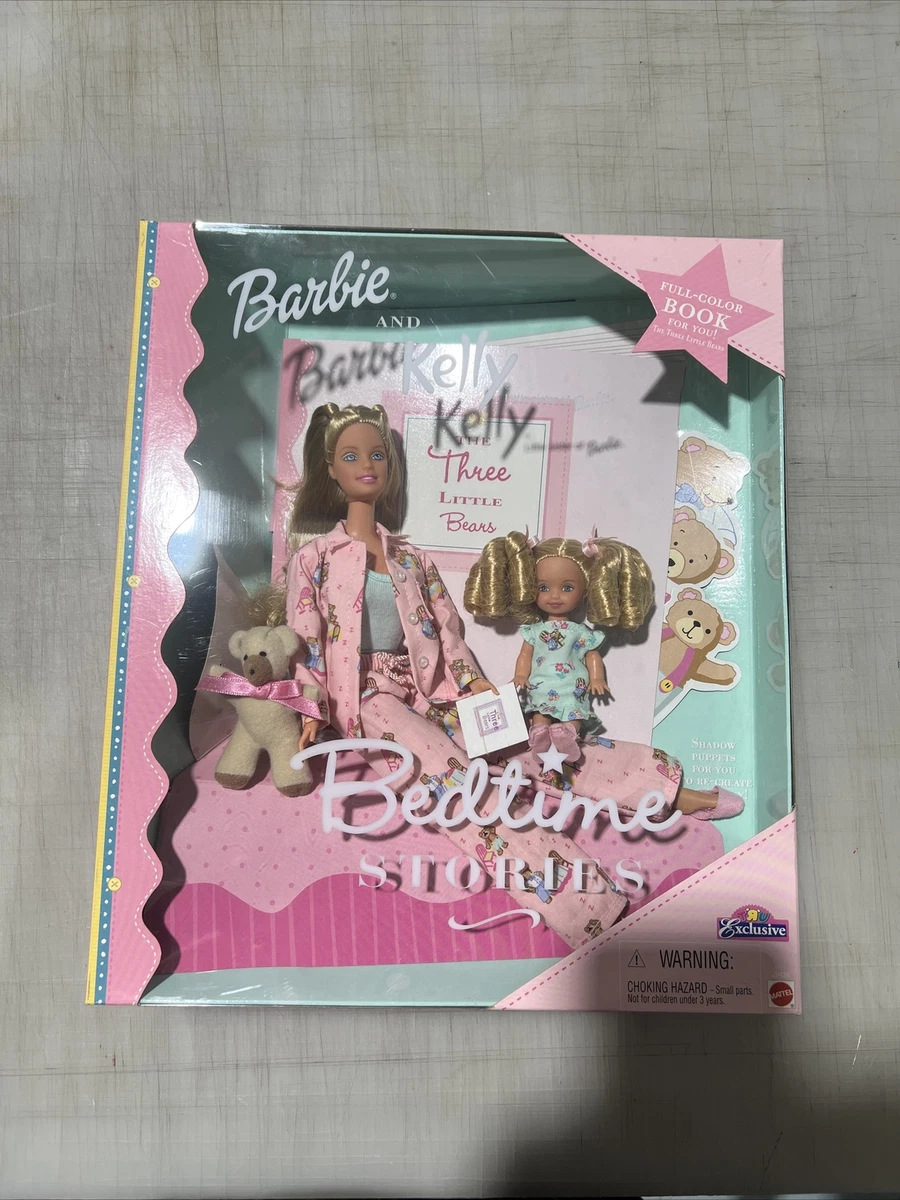 Barbie®
AND
Kelly
FULL-COLOR
BOOK
FOR YOU!
THE THREE LITTLE BEARS
THE
Three
LITTLE
Bears
Three
SHADOW
PUPPETS
FOR YOU
TO RE-CREATE
Bedtime
STORIES
"R"U
Exclusive
WARNING:
CHOKING HAZARD – Small parts.
Not for children under 3 years.
MATTEL